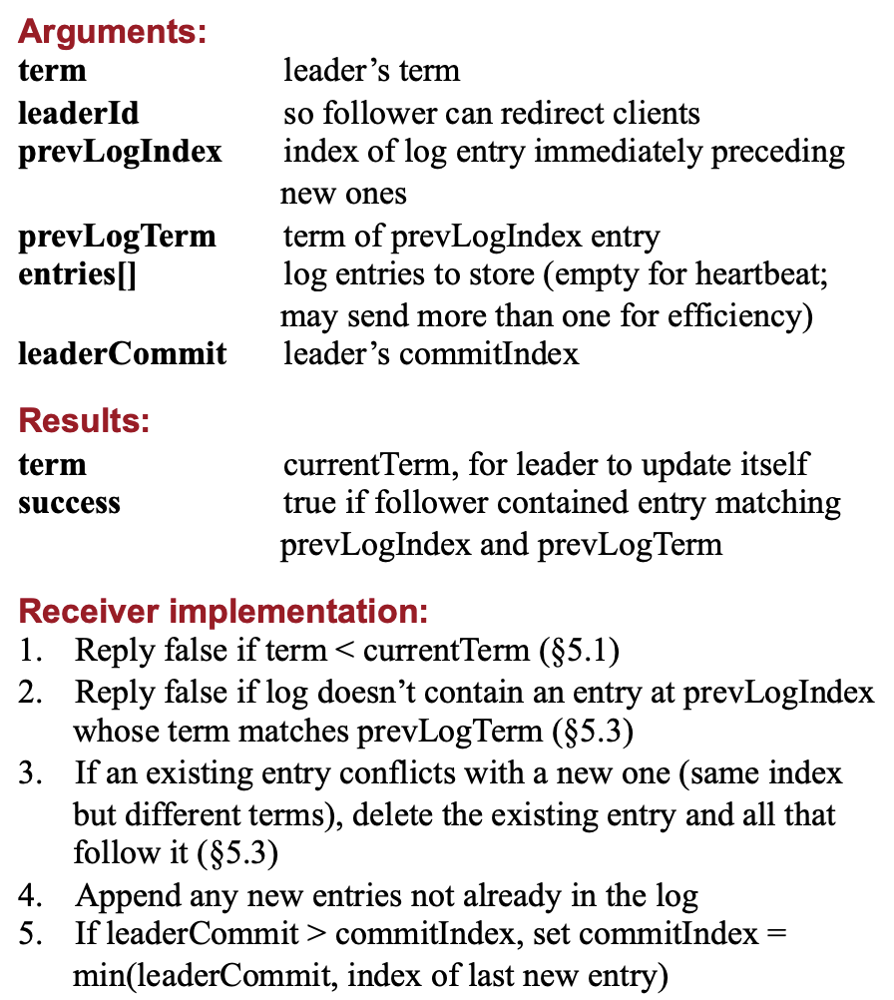 Arguments:
term leader’s term
leaderId so follower can redirect clients
prevLogIndex index of log entry immediately preceding
new ones
prevLogTerm term of prevLogIndex entry
entries[] log entries to store (empty for heartbeat;
may send more than one for efficiency)
leaderCommit leader’s commitIndex
Results:
term currentTerm, for leader to update itself
success true if follower contained entry matching
prevLogIndex and prevLogTerm
Receiver implementation:
1. Reply false if term < currentTerm (§5.1)
2. Reply false if log doesn’t contain an entry at prevLogIndex
whose term matches prevLogTerm (§5.3)
3. If an existing entry conflicts with a new one (same index
but different terms), delete the existing entry and all that
follow it (§5.3)
4. Append any new entries not already in the log
5. If leaderCommit > commitIndex, set commitIndex =
min(leaderCommit, index of last new entry)